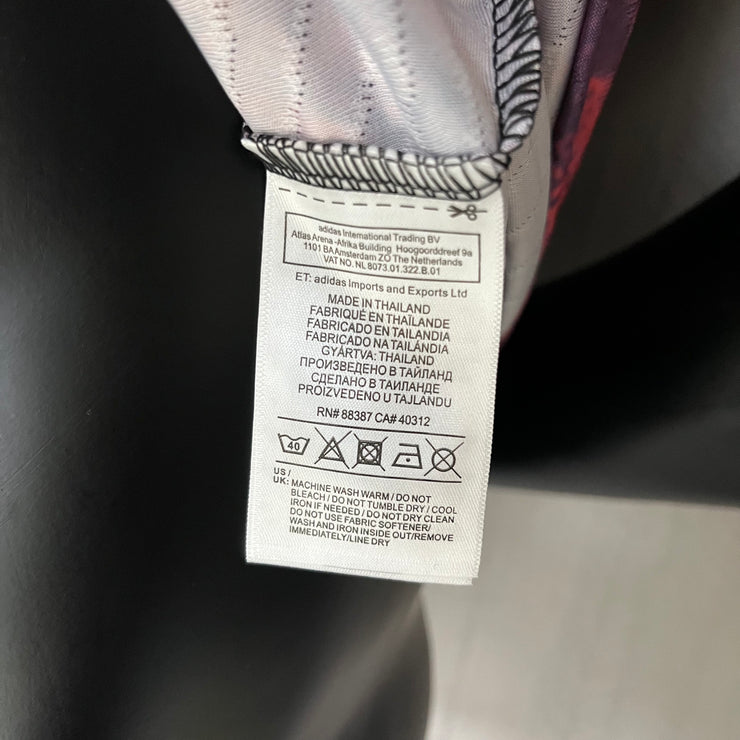 adidas International Trading BV
Atlas Arena -Afrika Building Hoogoorddreef 9a
1101 BA Amsterdam ZO The Netherlands
VAT NO. NL 8073.01.322.B.01
ET: adidas Imports and Exports Ltd
MADE IN THAILAND
FABRIQUÉ EN THAÏLANDE
FABRICADO EN TAILANDIA
FABRICADO NA TAILÂNDIA
GYÁRTVA: THAILAND
ПРОИЗВЕДЕНО В ТАЙЛАНД
СДЕЛАНО В ТАИЛАНДЕ
PROIZVEDENO U TAJLANDU
RN# 88387 CA# 40312
40
US /
UK: MACHINE WASH WARM / DO NOT
BLEACH / DO NOT TUMBLE DRY / COOL
IRON IF NEEDED / DO NOT DRY CLEAN
DO NOT USE FABRIC SOFTENER/
WASH AND IRON INSIDE OUT/REMOVE
IMMEDIATELY/LINE DRY